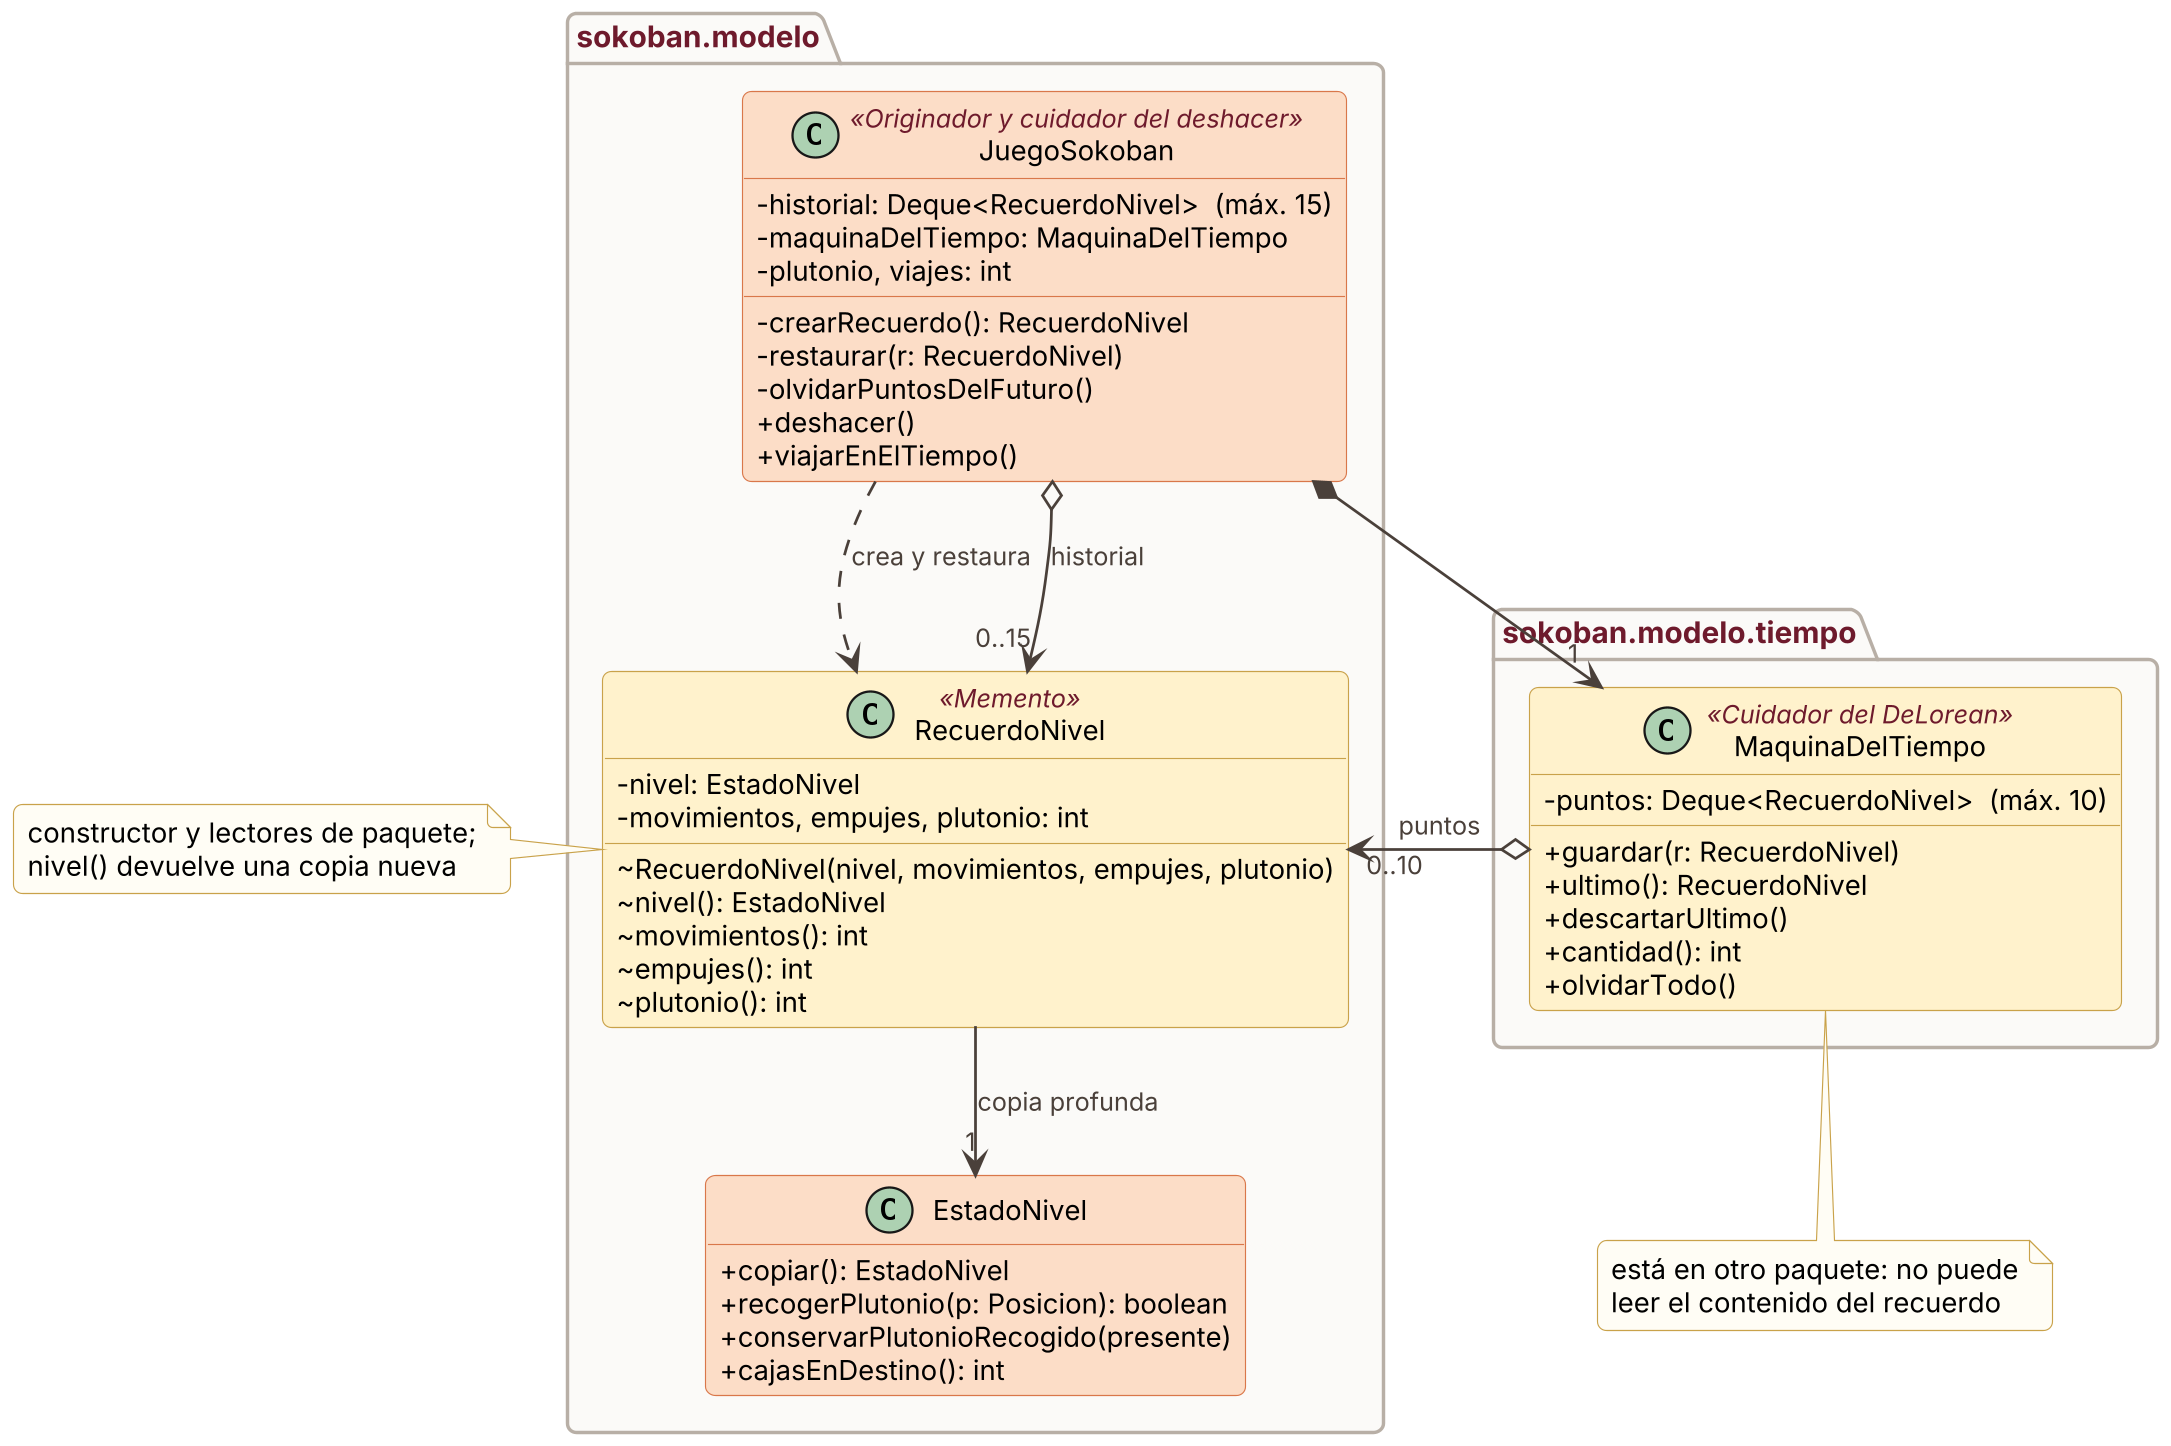 sokoban.modelo
«Originador y cuidador del deshacer»
C
JuegoSokoban
-historial: Deque<RecuerdoNivel>  (máx. 15)
-maquinaDelTiempo: MaquinaDelTiempo
-plutonio, viajes: int
-crearRecuerdo(): RecuerdoNivel
-restaurar(r: RecuerdoNivel)
-olvidarPuntosDelFuturo()
+deshacer()
+viajarEnElTiempo()
crea y restaura
historial
0..15
sokoban.modelo.tiempo
1
«Memento»
C
RecuerdoNivel
-nivel: EstadoNivel
-movimientos, empujes, plutonio: int
~RecuerdoNivel(nivel, movimientos, empujes, plutonio)
~nivel(): EstadoNivel
~movimientos(): int
~empujes(): int
~plutonio(): int
constructor y lectores de paquete;
nivel() devuelve una copia nueva
«Cuidador del DeLorean»
C
MaquinaDelTiempo
-puntos: Deque<RecuerdoNivel>  (máx. 10)
+guardar(r: RecuerdoNivel)
+ultimo(): RecuerdoNivel
+descartarUltimo()
+cantidad(): int
+olvidarTodo()
puntos
0..10
copia profunda
1
C
EstadoNivel
+copiar(): EstadoNivel
+recogerPlutonio(p: Posicion): boolean
+conservarPlutonioRecogido(presente)
+cajasEnDestino(): int
está en otro paquete: no puede
leer el contenido del recuerdo